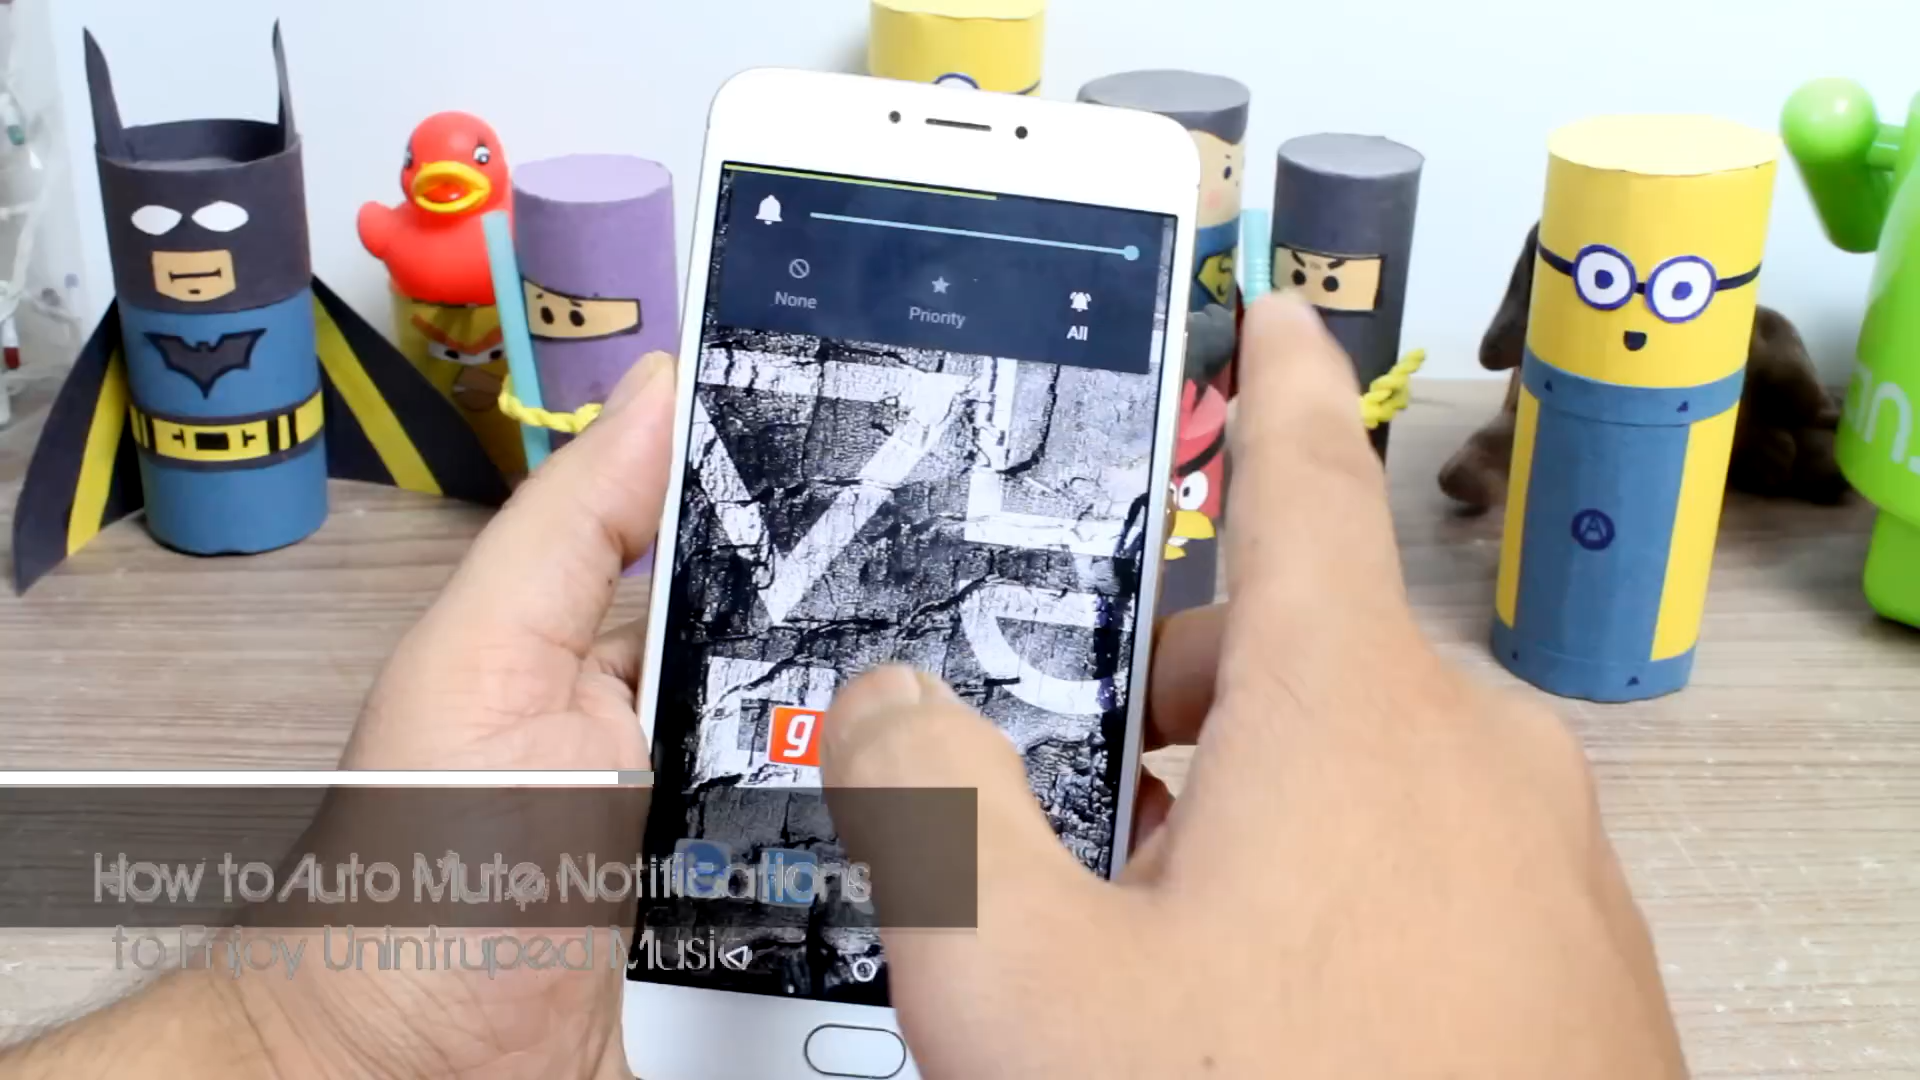 None
Priority
All
g
A
How to Auto Mute Notifications
to Enjoy Unintruped Music